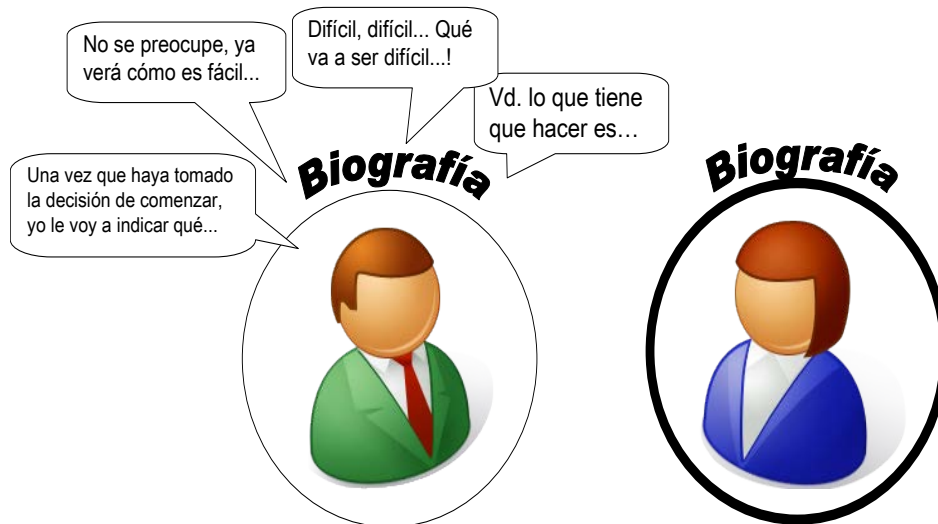 No se preocupe, ya
verá cómo es fácil...
Difícil, difícil... Qué
va a ser difícil...!
Vd. lo que tiene
que hacer es…
Una vez que haya tomado
la decisión de comenzar,
yo le voy a indicar qué...
Biografía
Biografía